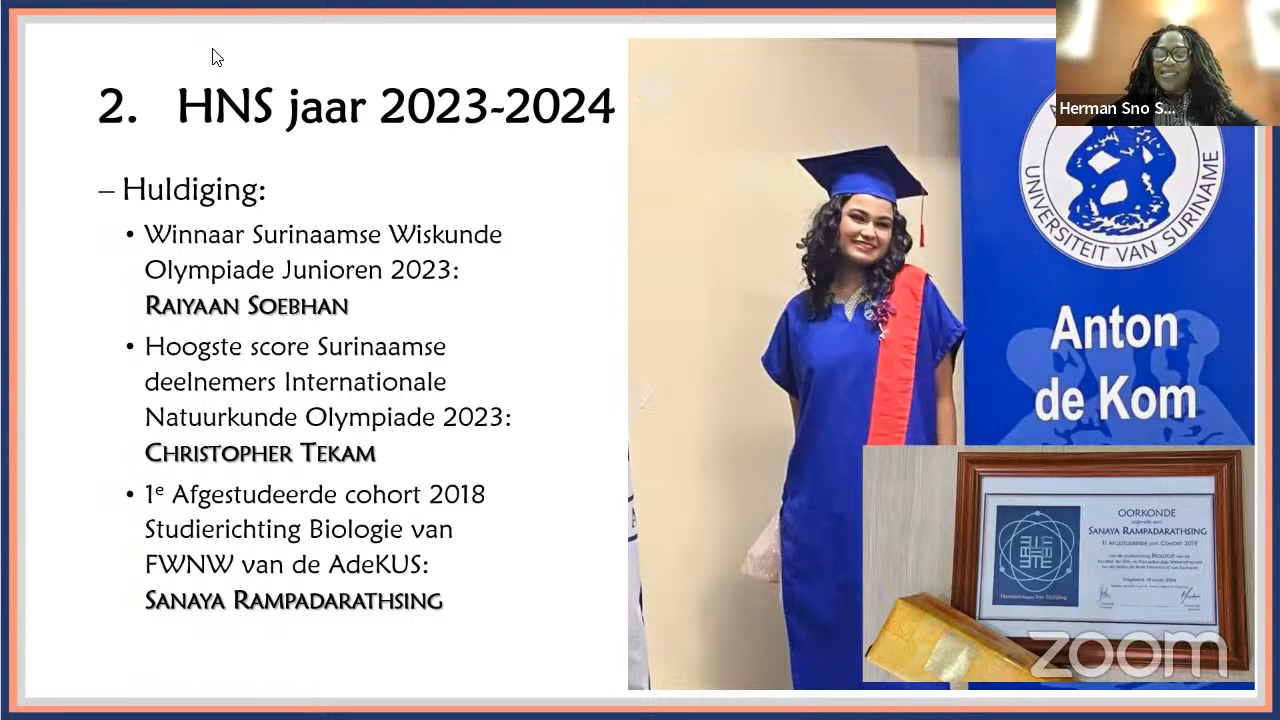 2. HNS jaar 2023-2024
– Huldiging:
• Winnaar Surinaamse Wiskunde
Olympiade Junioren 2023:
RAIYAAN SOEBHAN
• Hoogste score Surinaamse
deelnemers Internationale
Natuurkunde Olympiade 2023:
CHRISTOPHER TEKAM
• 1e Afgestudeerde cohort 2018
Studierichting Biologie van
FWNW van de AdeKUS:
SANAYA RAMPADARATHSING
Herman Sno S...
UNIVERSITEIT VAN SURINAME
Anton
de Kom
OORKONDE
SANAYA RAMPADARATHSING
1e AFGESTUDEERDE VAN COHORT 2018
zoom